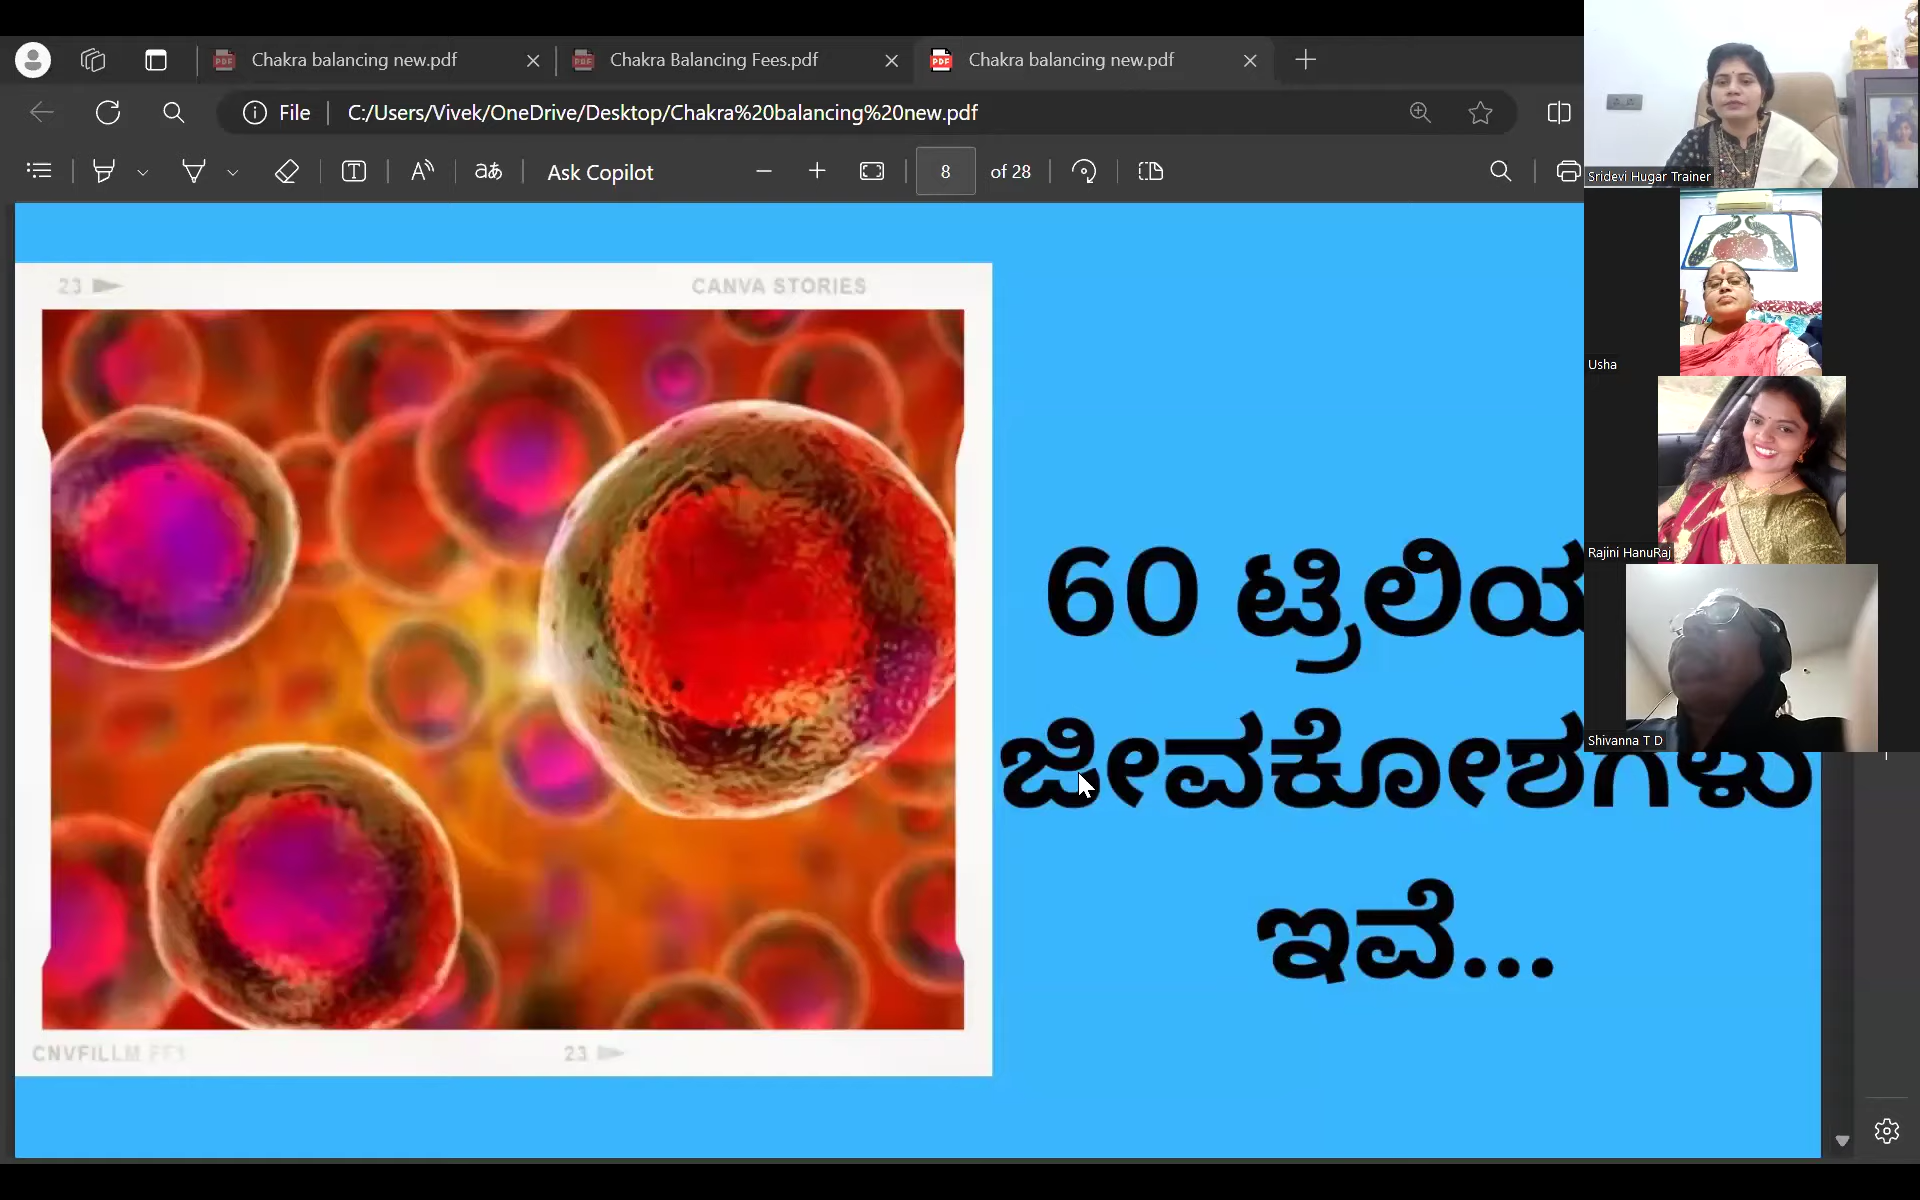 Chakra balancing new.pdf
Chakra Balancing Fees.pdf
Chakra balancing new.pdf
File
C:/Users/Vivek/OneDrive/Desktop/Chakra%20balancing%20new.pdf
Ask Copilot
8 of 28
23
CANVA STORIES
60 ಟ್ರಿಲಿಯ
ಜೀವಕೋಶಗಳು
ಇವೆ...
CNVFILLM FF1
23
Sridevi Hugar Trainer
Usha
Rajini HanuRaj
Shivanna T D